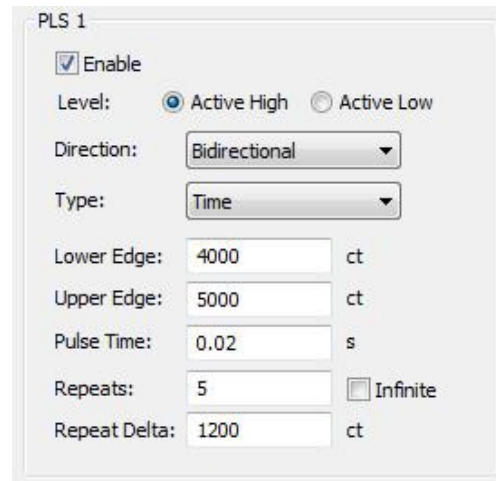 PLS 1
Enable
Level: Active High Active Low
Direction: Bidirectional
Type: Time
Lower Edge: 4000 ct
Upper Edge: 5000 ct
Pulse Time: 0.02 s
Repeats: 5 Infinite
Repeat Delta: 1200 ct